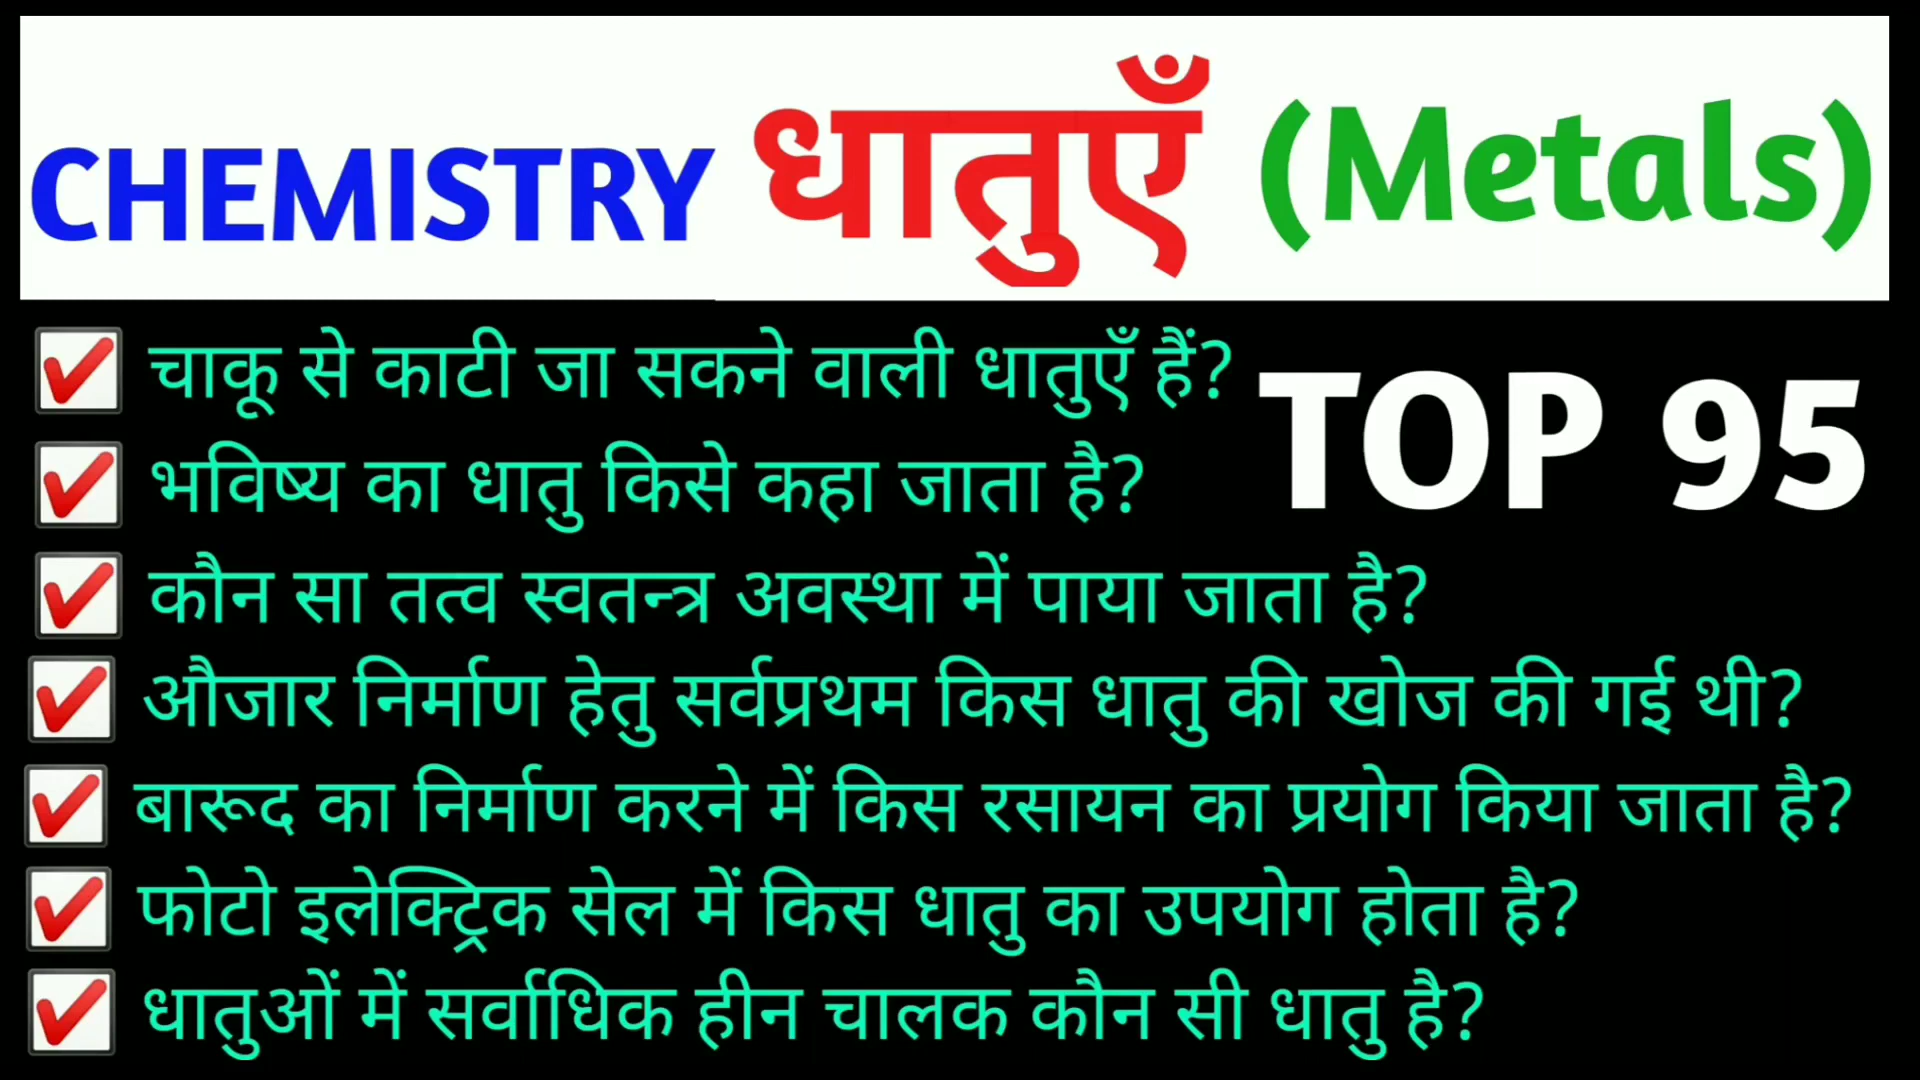 CHEMISTRY धातुएँ (Metals)
चाकू से काटी जा सकने वाली धातुएँ हैं?
TOP 95
भविष्य का धातु किसे कहा जाता है?
कौन सा तत्व स्वतन्त्र अवस्था में पाया जाता है?
औजार निर्माण हेतु सर्वप्रथम किस धातु की खोज की गई थी?
बारूद का निर्माण करने में किस रसायन का प्रयोग किया जाता है?
फोटो इलेक्ट्रिक सेल में किस धातु का उपयोग होता है?
धातुओं में सर्वाधिक हीन चालक कौन सी धातु है?